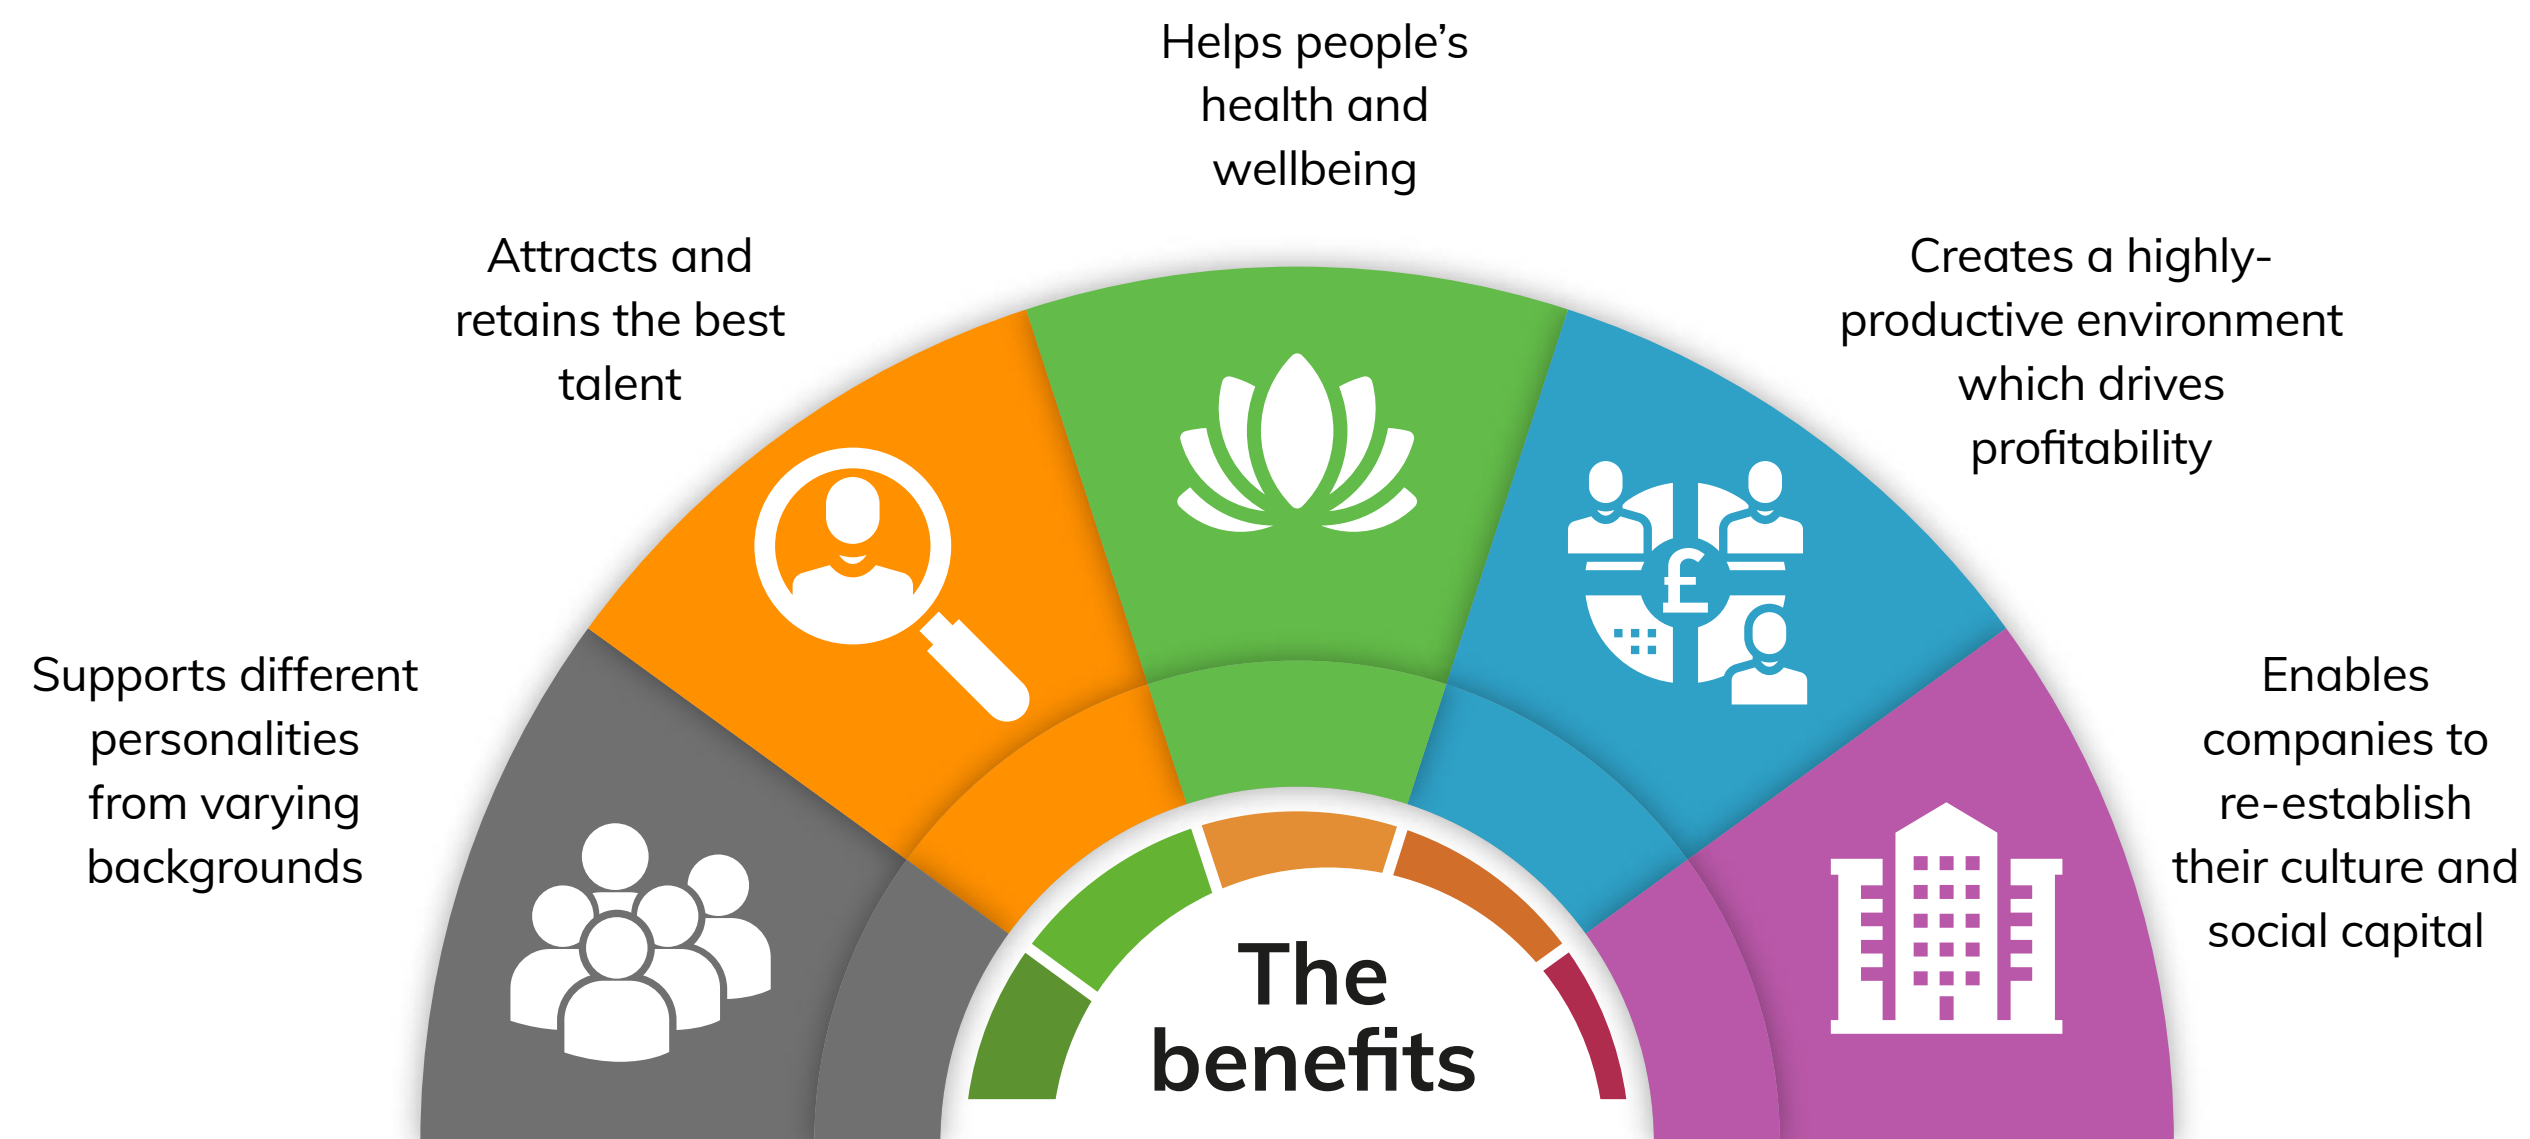 Helps people’s
health and
wellbeing
Attracts and
retains the best
talent
Creates a highly-
productive environment
which drives
profitability
Supports different
personalities
from varying
backgrounds
Enables
companies to
re-establish
their culture and
social capital
£
The
benefits